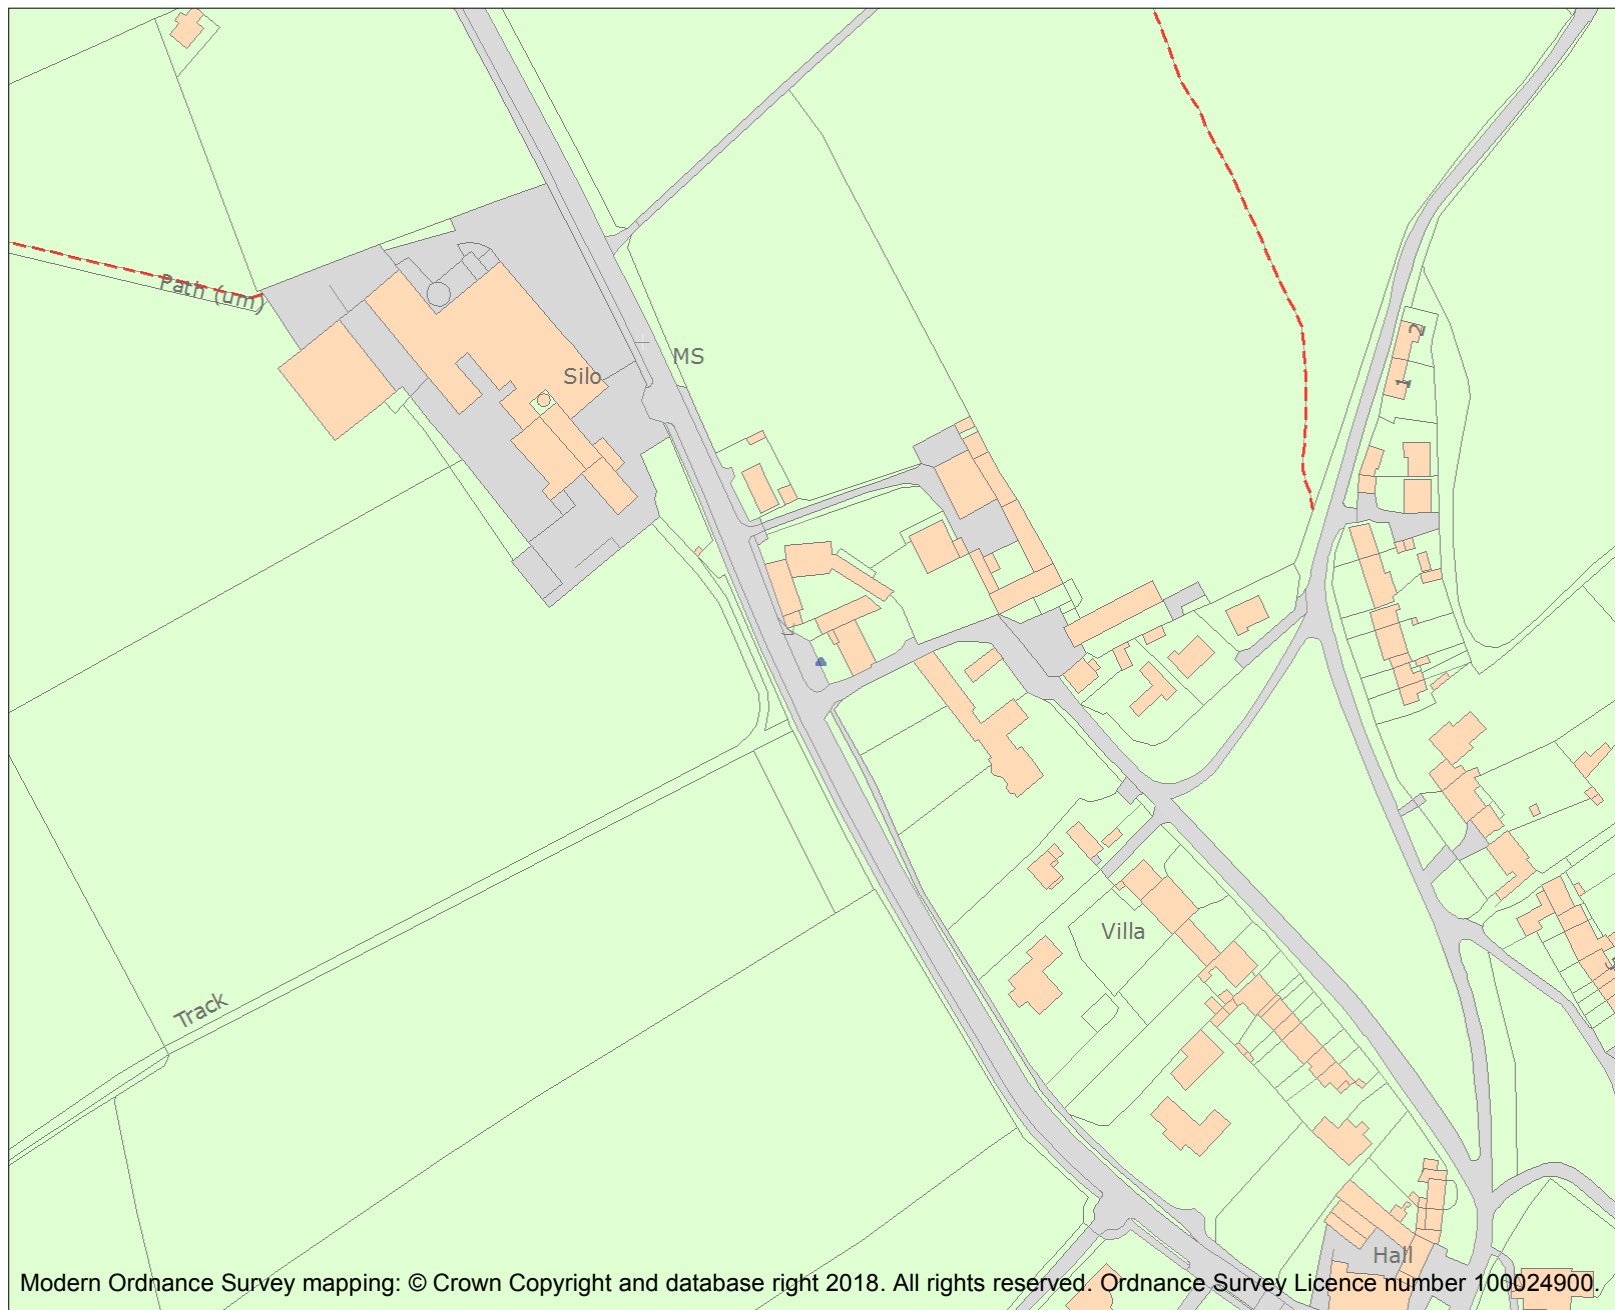 Path (um)
MS
Silo
2
1
Villa
Track
Hall
Modern Ordnance Survey mapping: © Crown Copyright and database right 2018. All rights reserved. Ordnance Survey Licence number 100024900.